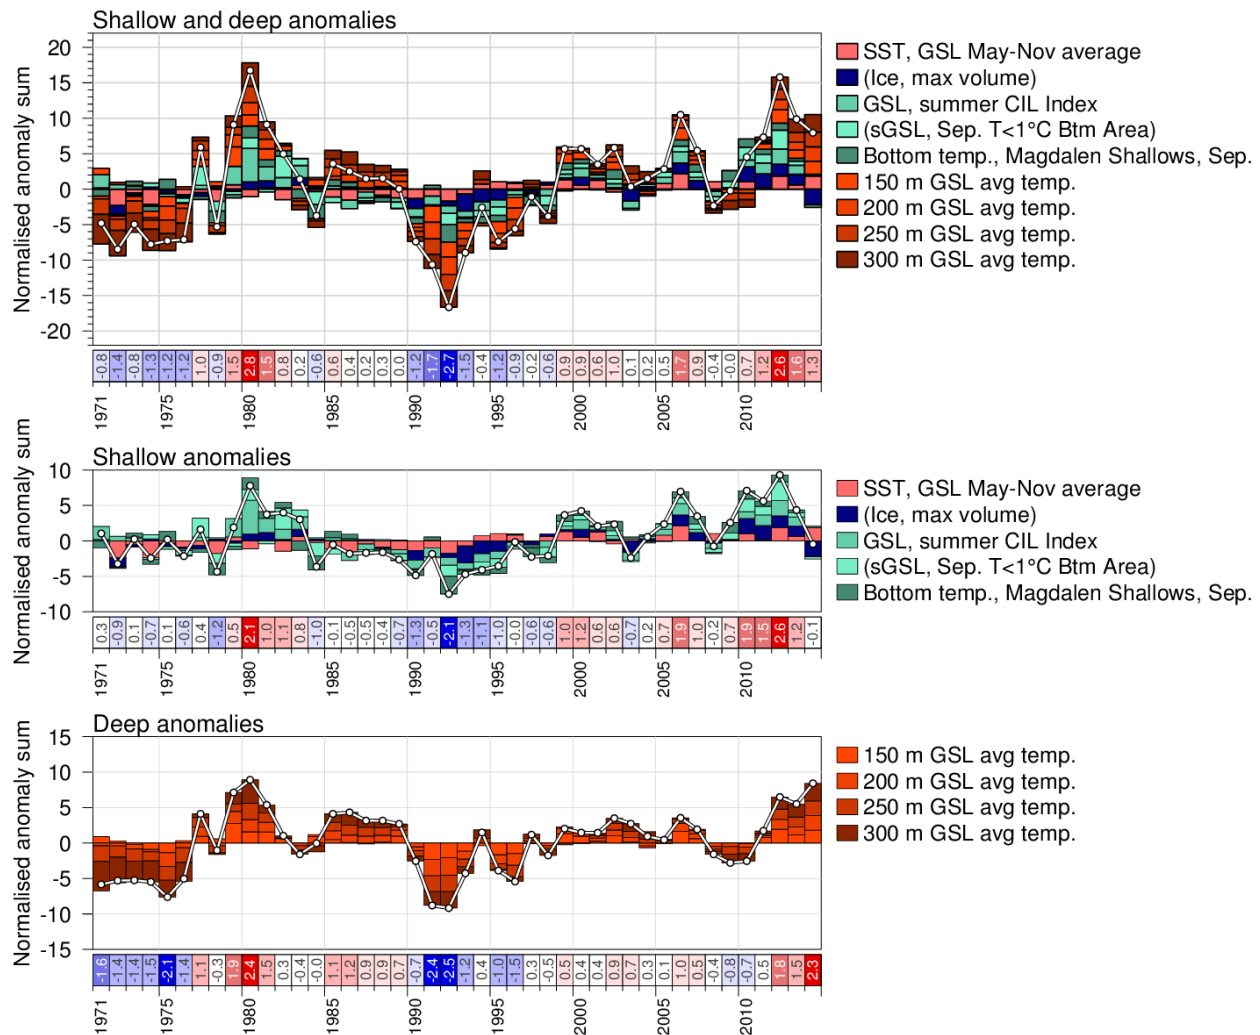 Shallow and deep anomalies
Normalised anomaly sum
20
15
10
5
0
-5
-10
-15
-20
SST, GSL May-Nov average
(Ice, max volume)
GSL, summer CIL Index
(sGSL, Sep. T<1°C Btm Area)
Bottom temp., Magdalen Shallows, Sep.
150 m GSL avg temp.
200 m GSL avg temp.
250 m GSL avg temp.
300 m GSL avg temp.
-0.8 -1.4 -0.8 -1.3 -1.2 -1.2 1.0 -0.9 1.5 2.8 1.5 0.8 0.2 -0.6 0.6 0.4 0.2 0.3 0.0 -1.2 -1.7 -2.7 -1.5 -0.4 -1.2 -0.9 -0.2 -0.6 0.9 0.9 0.6 1.0 0.1 0.2 0.5 1.7 0.9 -0.4 -0.0 0.7 1.2 2.6 1.6 1.3
1971 1975 1980 1985 1990 1995 2000 2005 2010
Shallow anomalies
Normalised anomaly sum
10
5
0
-5
-10
SST, GSL May-Nov average
(Ice, max volume)
GSL, summer CIL Index
(sGSL, Sep. T<1°C Btm Area)
Bottom temp., Magdalen Shallows, Sep.
0.3 -0.9 0.1 -0.7 0.1 -0.6 0.4 -1.2 0.5 2.1 1.0 1.1 0.8 -1.0 -0.1 -0.5 -0.5 -0.4 -0.7 -1.3 -0.5 -2.1 -1.3 -1.1 -1.0 -0.0 -0.6 -0.6 1.0 1.2 0.6 0.6 -0.7 0.2 0.7 1.9 1.0 -0.2 0.7 1.9 1.5 2.6 1.2 -0.1
1971 1975 1980 1985 1990 1995 2000 2005 2010
Deep anomalies
Normalised anomaly sum
15
10
5
0
-5
-10
-15
150 m GSL avg temp.
200 m GSL avg temp.
250 m GSL avg temp.
300 m GSL avg temp.
-1.6 -1.4 -1.4 -1.5 -2.1 -1.4 1.1 -0.3 1.9 2.4 1.5 0.3 -0.4 -0.0 1.1 1.2 0.9 0.9 0.7 -0.7 -2.4 -2.5 -1.2 0.4 -1.0 -1.5 0.3 -0.5 0.5 0.4 0.4 0.9 0.7 0.3 0.1 1.0 0.5 -0.4 -0.8 -0.7 0.5 1.8 1.5 2.3
1971 1975 1980 1985 1990 1995 2000 2005 2010